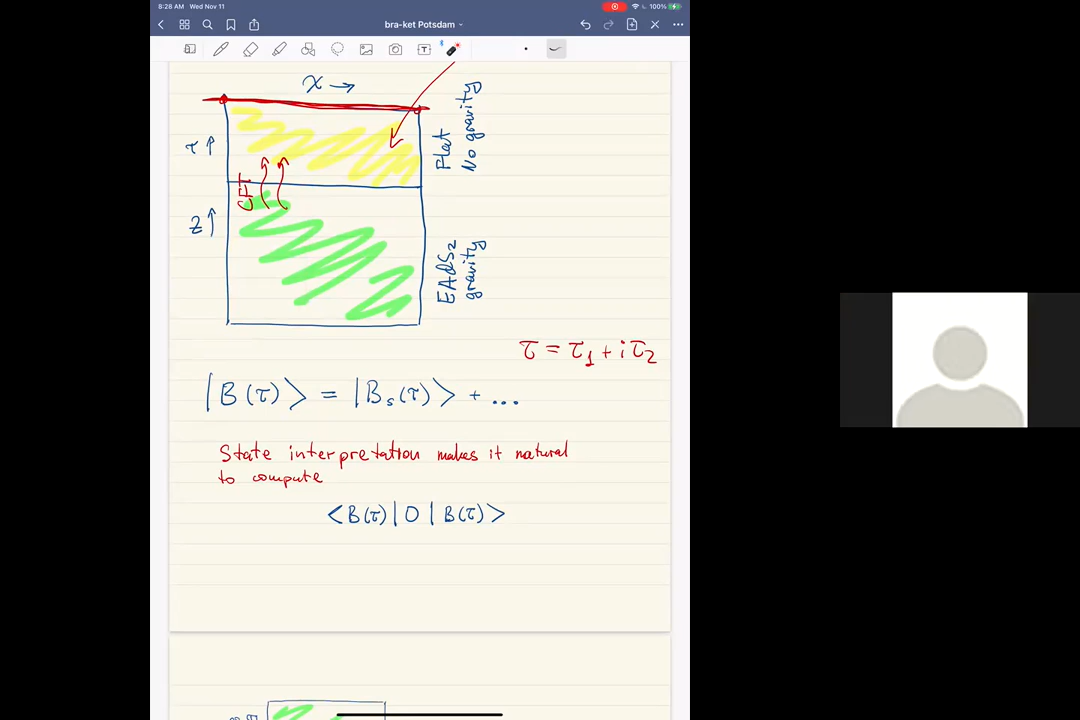 8:28 AM Wed Nov 11
100%
bra-ket Potsdam
x →
Flat
No gravity
τ ↑
CFT
z ↑
EAdS₂
gravity
τ = τ₁ + iτ₂
|B(τ)⟩ = |Bₛ(τ)⟩ + ...
State interpretation makes it natural
to compute
<B(τ)| O | B(τ)>